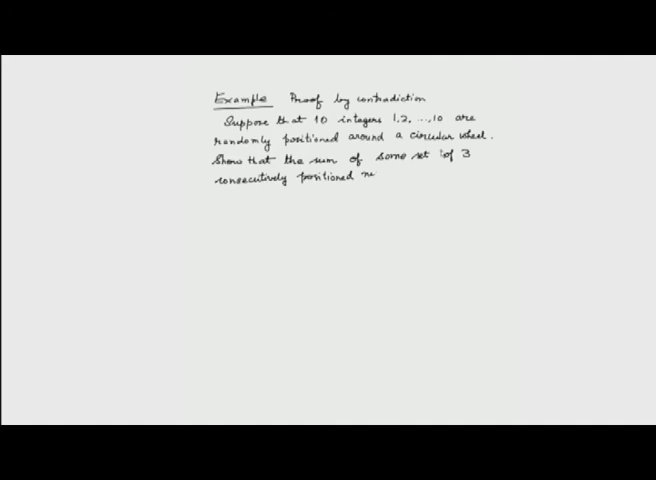 Example Proof by contradiction
Suppose that 10 integers 1, 2, ..., 10 are
randomly positioned around a circular wheel.
Show that the sum of some set of 3
consecutively positioned